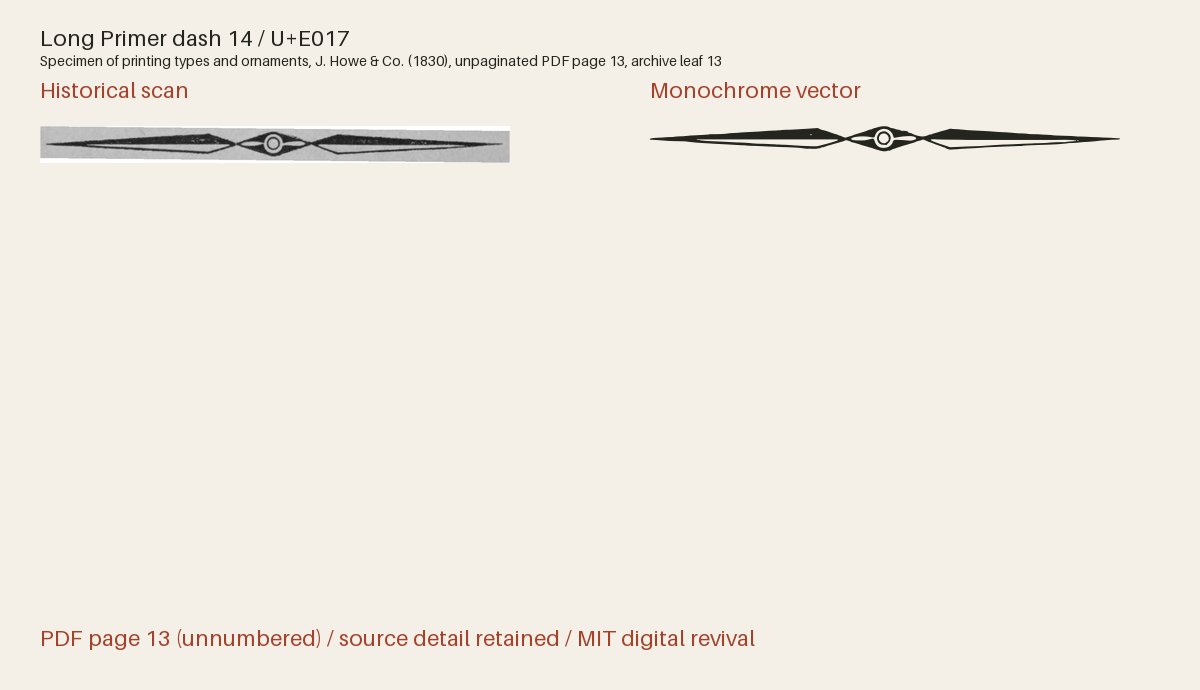 Long Primer dash 14 / U+E017
Specimen of printing types and ornaments, J. Howe & Co. (1830), unpaginated PDF page 13, archive leaf 13
Historical scan
Monochrome vector
PDF page 13 (unnumbered) / source detail retained / MIT digital revival